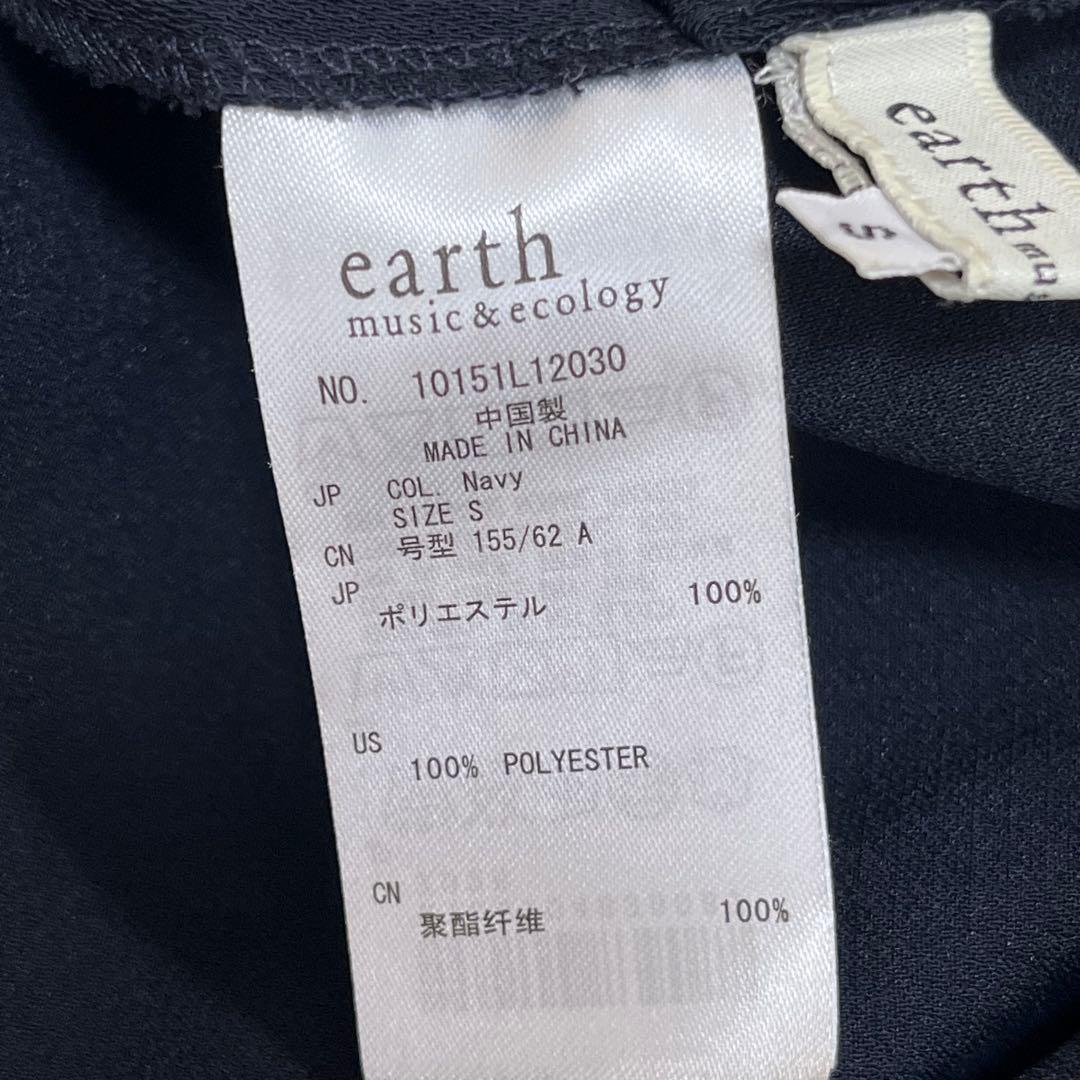 earth
music & ecology
NO. 10151L12030
中国製
MADE IN CHINA
JP COL. Navy
SIZE S
CN 号型 155/62 A
JP
ポリエステル 100%
US
100% POLYESTER
CN
聚酯纤维 100%
earth mu
S